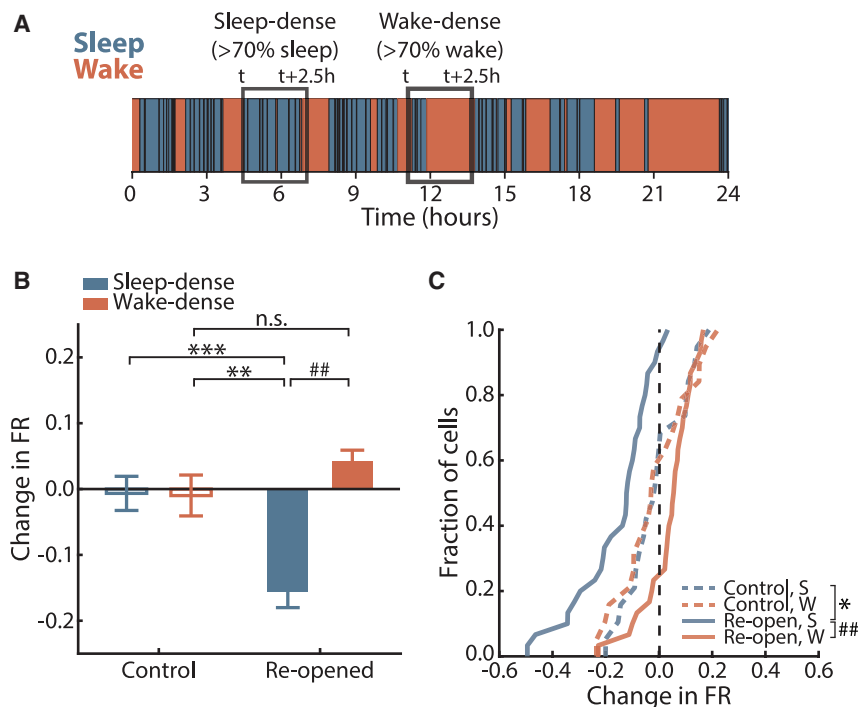 A
Sleep
Wake
Sleep-dense
(>70% sleep)
t t+2.5h
Wake-dense
(>70% wake)
t t+2.5h
0 3 6 9 12 15 18 21 24
Time (hours)
B
Sleep-dense
Wake-dense
n.s.
***
** ##
0.2
0.1
0.0
-0.1
-0.2
Change in FR
Control Re-opened
C
1.0
0.8
0.6
0.4
0.2
0.0
Fraction of cells
Control, S
Control, W
Re-open, S
Re-open, W
*
##
-0.6 -0.4 -0.2 0.0 0.2 0.4 0.6
Change in FR